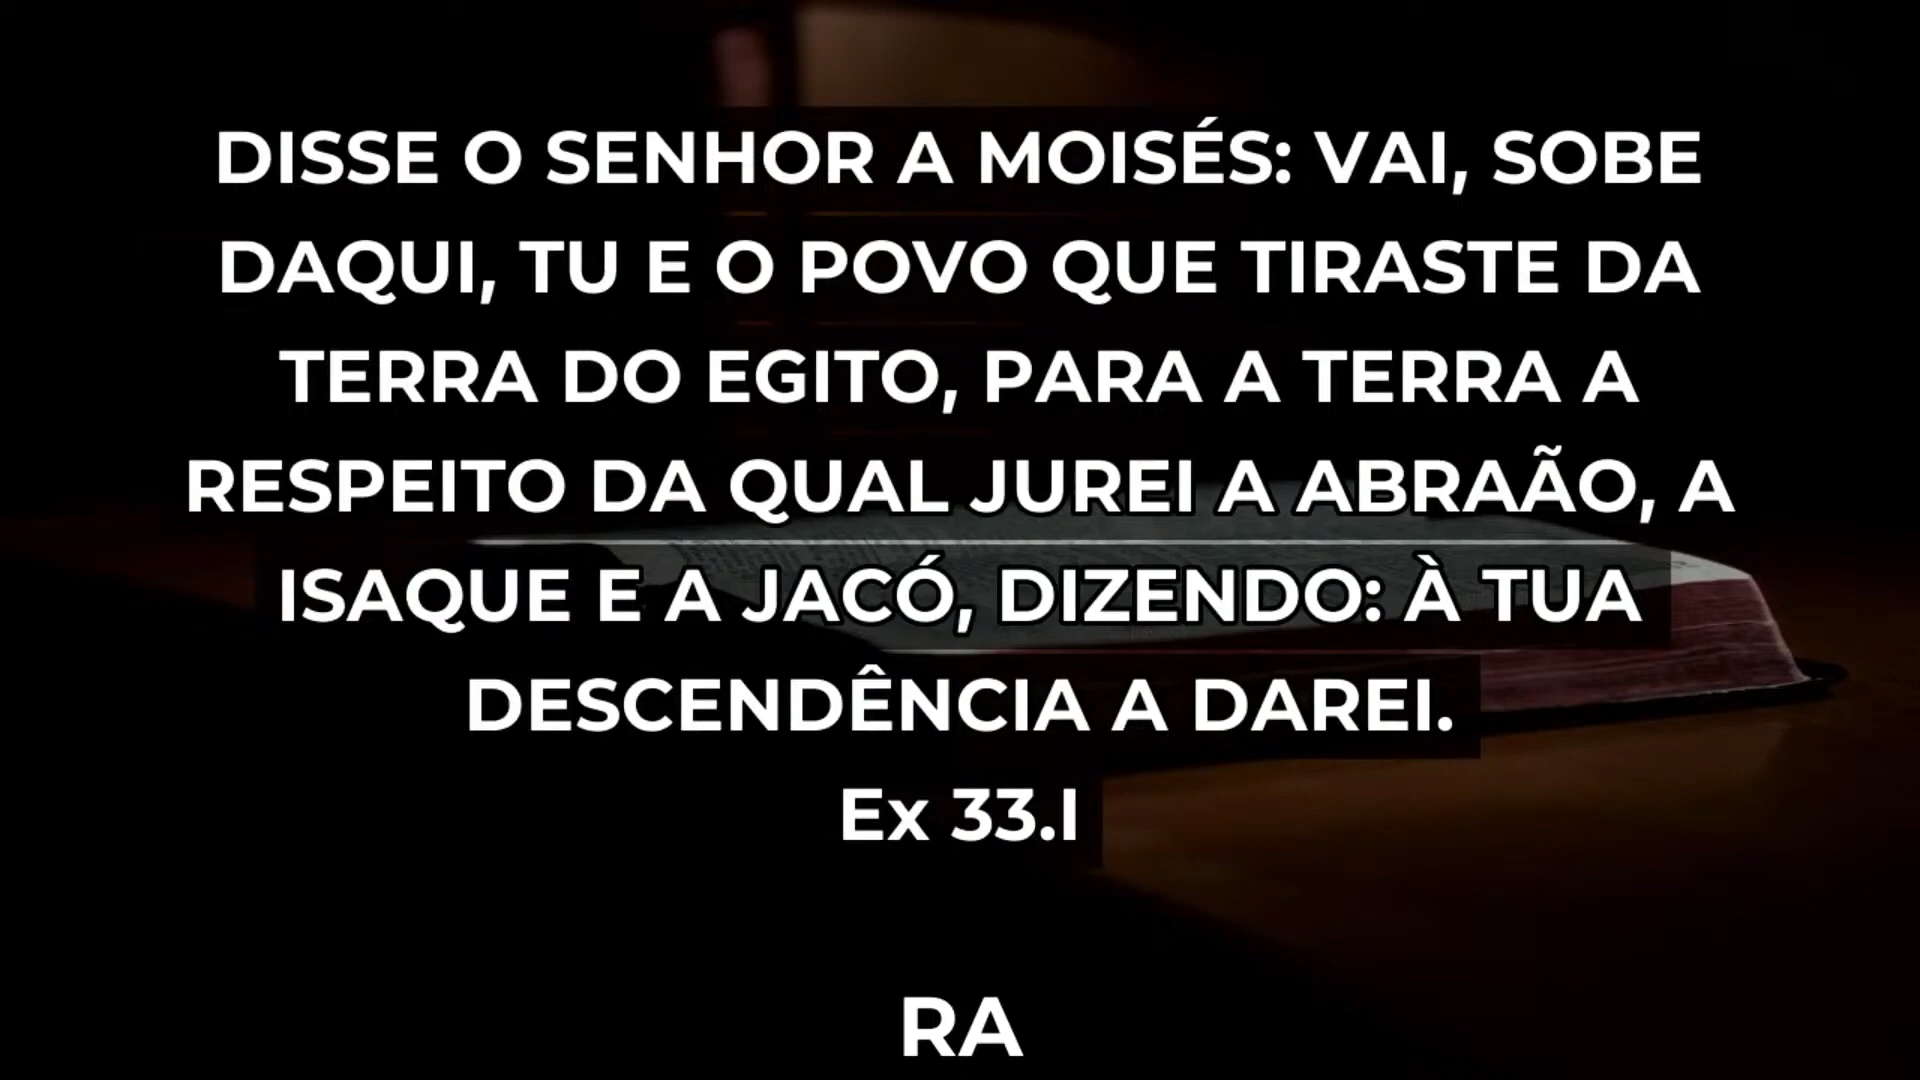 DISSE O SENHOR A MOISÉS: VAI, SOBE
DAQUI, TU E O POVO QUE TIRASTE DA
TERRA DO EGITO, PARA A TERRA A
RESPEITO DA QUAL JUREI A ABRAÃO, A
ISAQUE E A JACÓ, DIZENDO: À TUA
DESCENDÊNCIA A DAREI.
Ex 33.I
RA